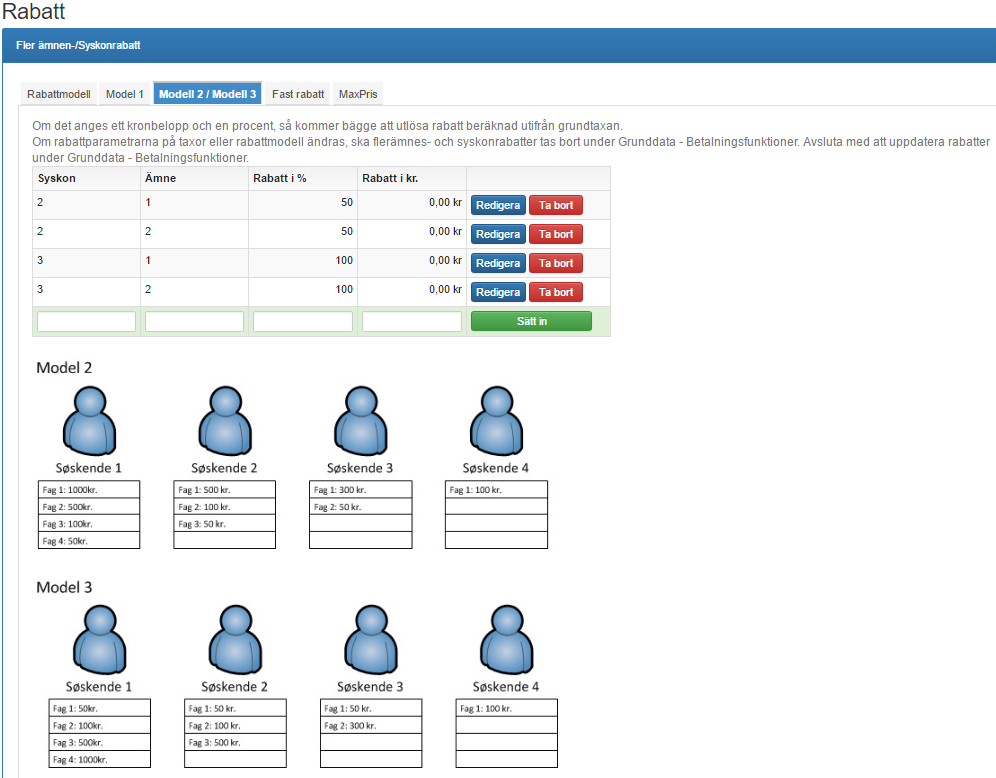 Rabatt
Fler ämnen-/Syskonrabatt
Rabattmodell Model 1 Modell 2 / Modell 3 Fast rabatt MaxPris
Om det anges ett kronbelopp och en procent, så kommer bägge att utlösa rabatt beräknad utifrån grundtaxan.
Om rabattparametrarna på taxor eller rabattmodell ändras, ska flerämnes- och syskonrabatter tas bort under Grunddata - Betalningsfunktioner. Avsluta med att uppdatera rabatter
under Grunddata - Betalningsfunktioner.
Syskon Ämne Rabatt i % Rabatt i kr.
2 1 50 0,00 kr Redigera Ta bort
2 2 50 0,00 kr Redigera Ta bort
3 1 100 0,00 kr Redigera Ta bort
3 2 100 0,00 kr Redigera Ta bort
Sätt in
Model 2
Søskende 1 Søskende 2 Søskende 3 Søskende 4
Fag 1: 1000kr. Fag 1: 500 kr. Fag 1: 300 kr. Fag 1: 100 kr.
Fag 2: 500kr. Fag 2: 100 kr. Fag 2: 50 kr.
Fag 3: 100kr. Fag 3: 50 kr.
Fag 4: 50kr.
Model 3
Søskende 1 Søskende 2 Søskende 3 Søskende 4
Fag 1: 50kr. Fag 1: 50 kr. Fag 1: 50 kr. Fag 1: 100 kr.
Fag 2: 100kr. Fag 2: 100 kr. Fag 2: 300 kr.
Fag 3: 500kr. Fag 3: 500 kr.
Fag 4: 1000kr.